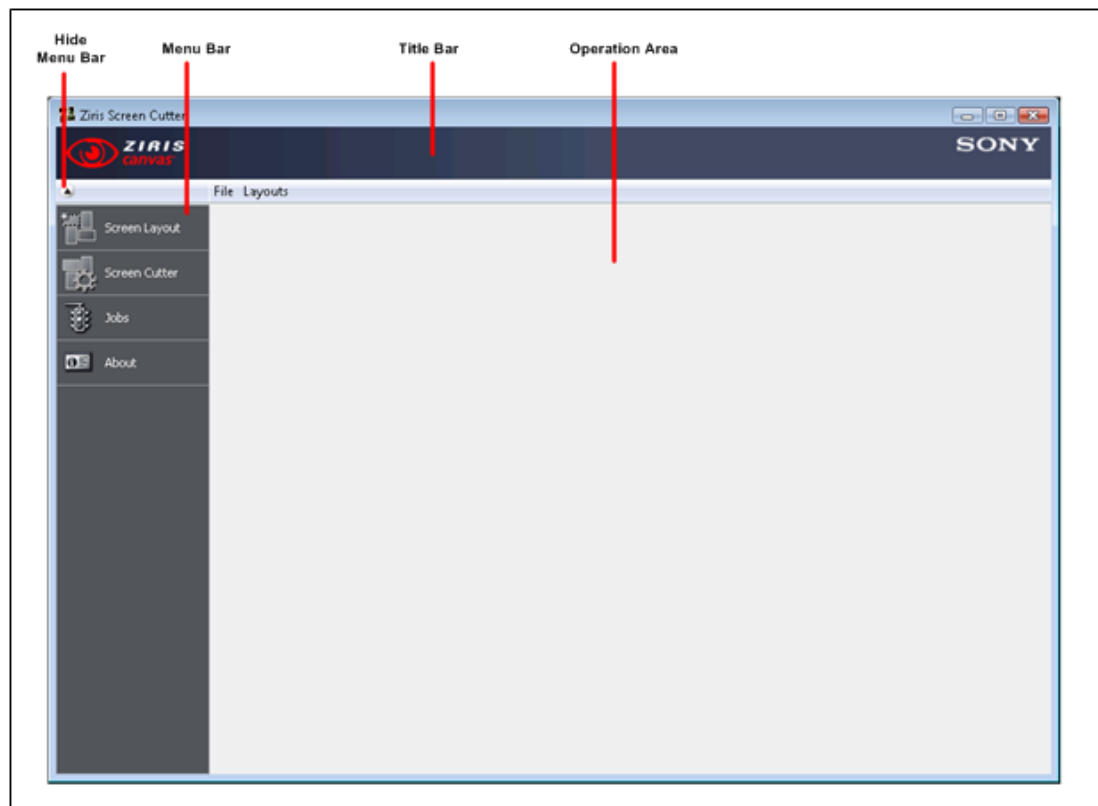 Hide
Menu Bar
Menu Bar
Title Bar
Operation Area
Ziris Screen Cutter
ZIRIS
canvas
SONY
File Layouts
Screen Layout
Screen Cutter
Jobs
About